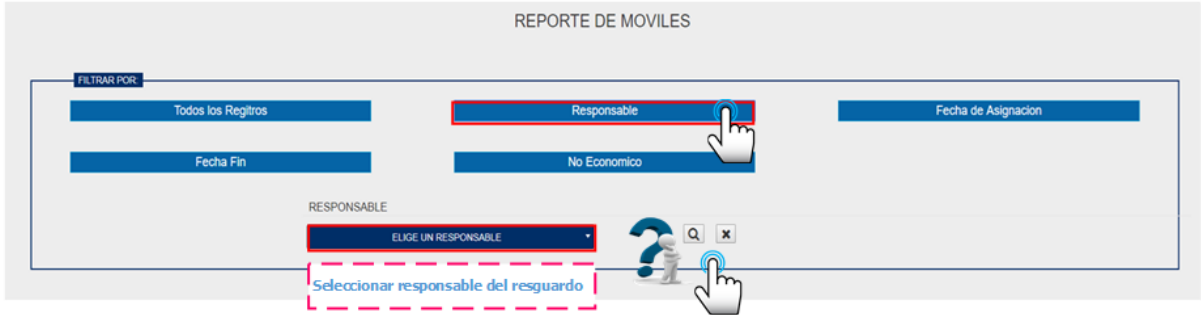 REPORTE DE MOVILES
FILTRAR POR:
Todos los Regitros
Responsable
Fecha de Asignacion
Fecha Fin
No Economico
RESPONSABLE
ELIGE UN RESPONSABLE
Seleccionar responsable del resguardo